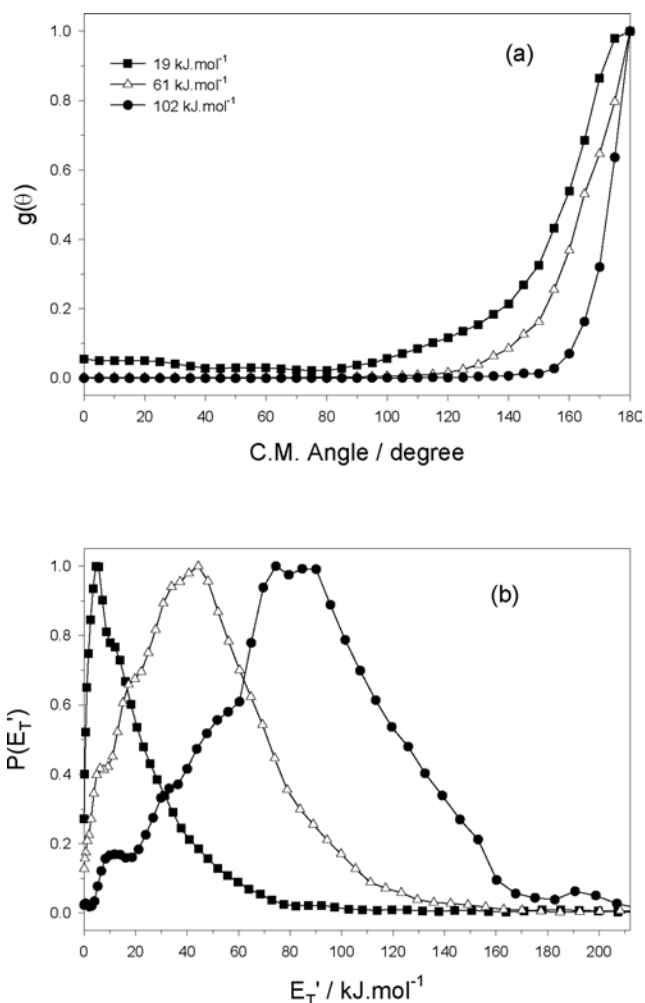 (a)
19 kJ.mol⁻¹
61 kJ.mol⁻¹
102 kJ.mol⁻¹
1.0
0.8
0.6
0.4
0.2
0.0
g(θ)
0 20 40 60 80 100 120 140 160 180
C.M. Angle / degree
(b)
1.0
0.8
0.6
0.4
0.2
0.0
P(E_T')
0 20 40 60 80 100 120 140 160 180 200
E_T' / kJ.mol⁻¹